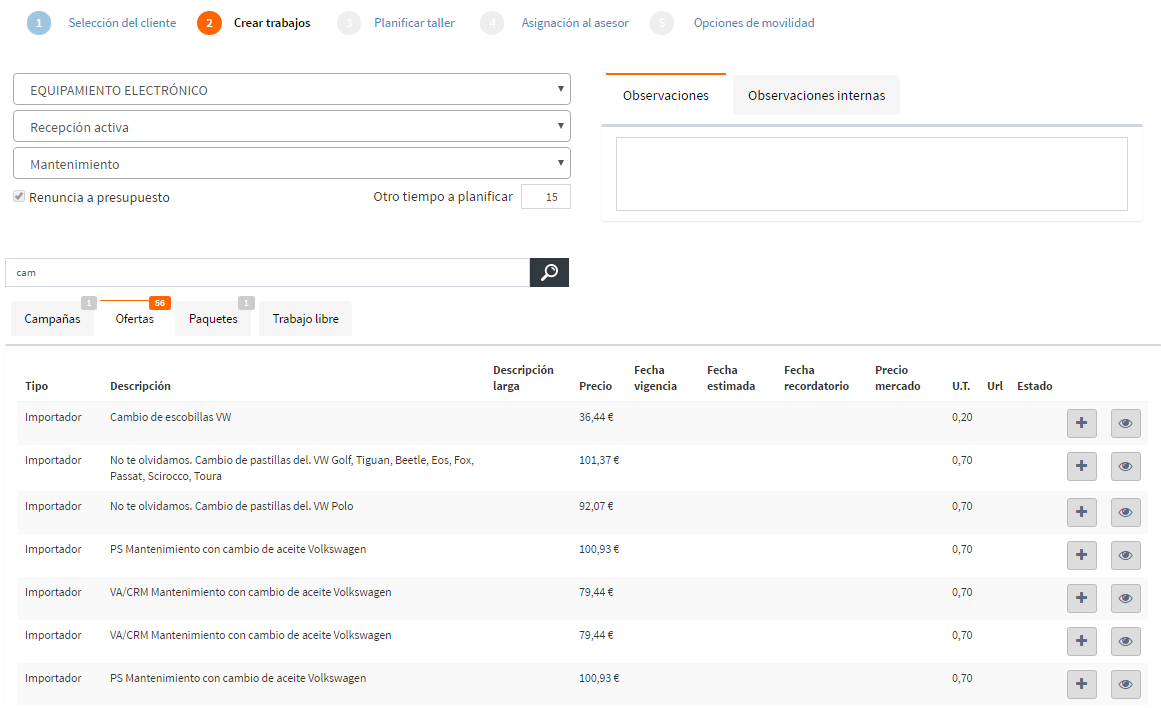 1 Selección del cliente 2 Crear trabajos 3 Planificar taller 4 Asignación al asesor 5 Opciones de movilidad
EQUIPAMIENTO ELECTRÓNICO
Recepción activa
Mantenimiento
Renuncia a presupuesto Otro tiempo a planificar 15
Observaciones Observaciones internas
cam
Campañas 1 Ofertas 56 Paquetes 1 Trabajo libre
Tipo Descripción Descripción larga Precio Fecha vigencia Fecha estimada Fecha recordatorio Precio mercado U.T. Url Estado
Importador Cambio de escobillas VW 36,44 € 0,20
Importador No te olvidamos. Cambio de pastillas del. VW Golf, Tiguan, Beetle, Eos, Fox, 101,37 € 0,70
Passat, Scirocco, Toura
Importador No te olvidamos. Cambio de pastillas del. VW Polo 92,07 € 0,70
Importador PS Mantenimiento con cambio de aceite Volkswagen 100,93 € 0,70
Importador VA/CRM Mantenimiento con cambio de aceite Volkswagen 79,44 € 0,70
Importador VA/CRM Mantenimiento con cambio de aceite Volkswagen 79,44 € 0,70
Importador PS Mantenimiento con cambio de aceite Volkswagen 100,93 € 0,70